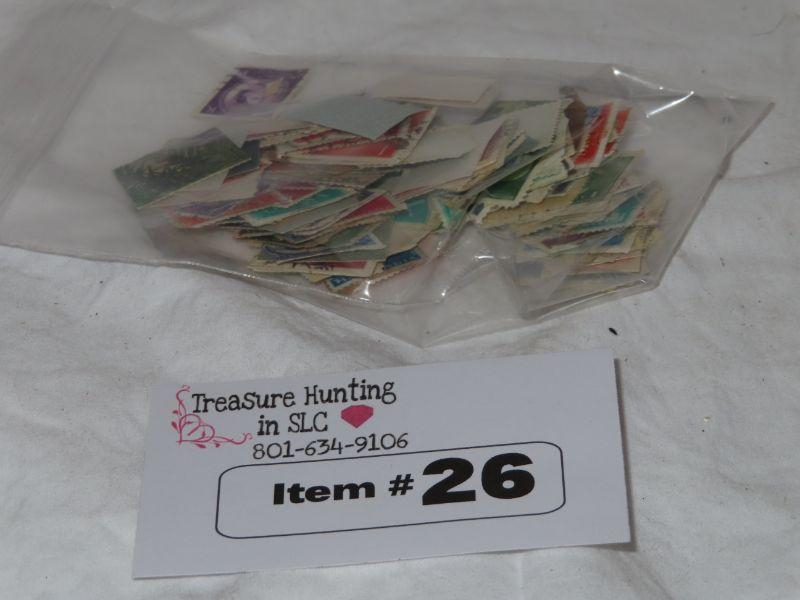 Treasure Hunting
in SLC
801-634-9106
Item # 26